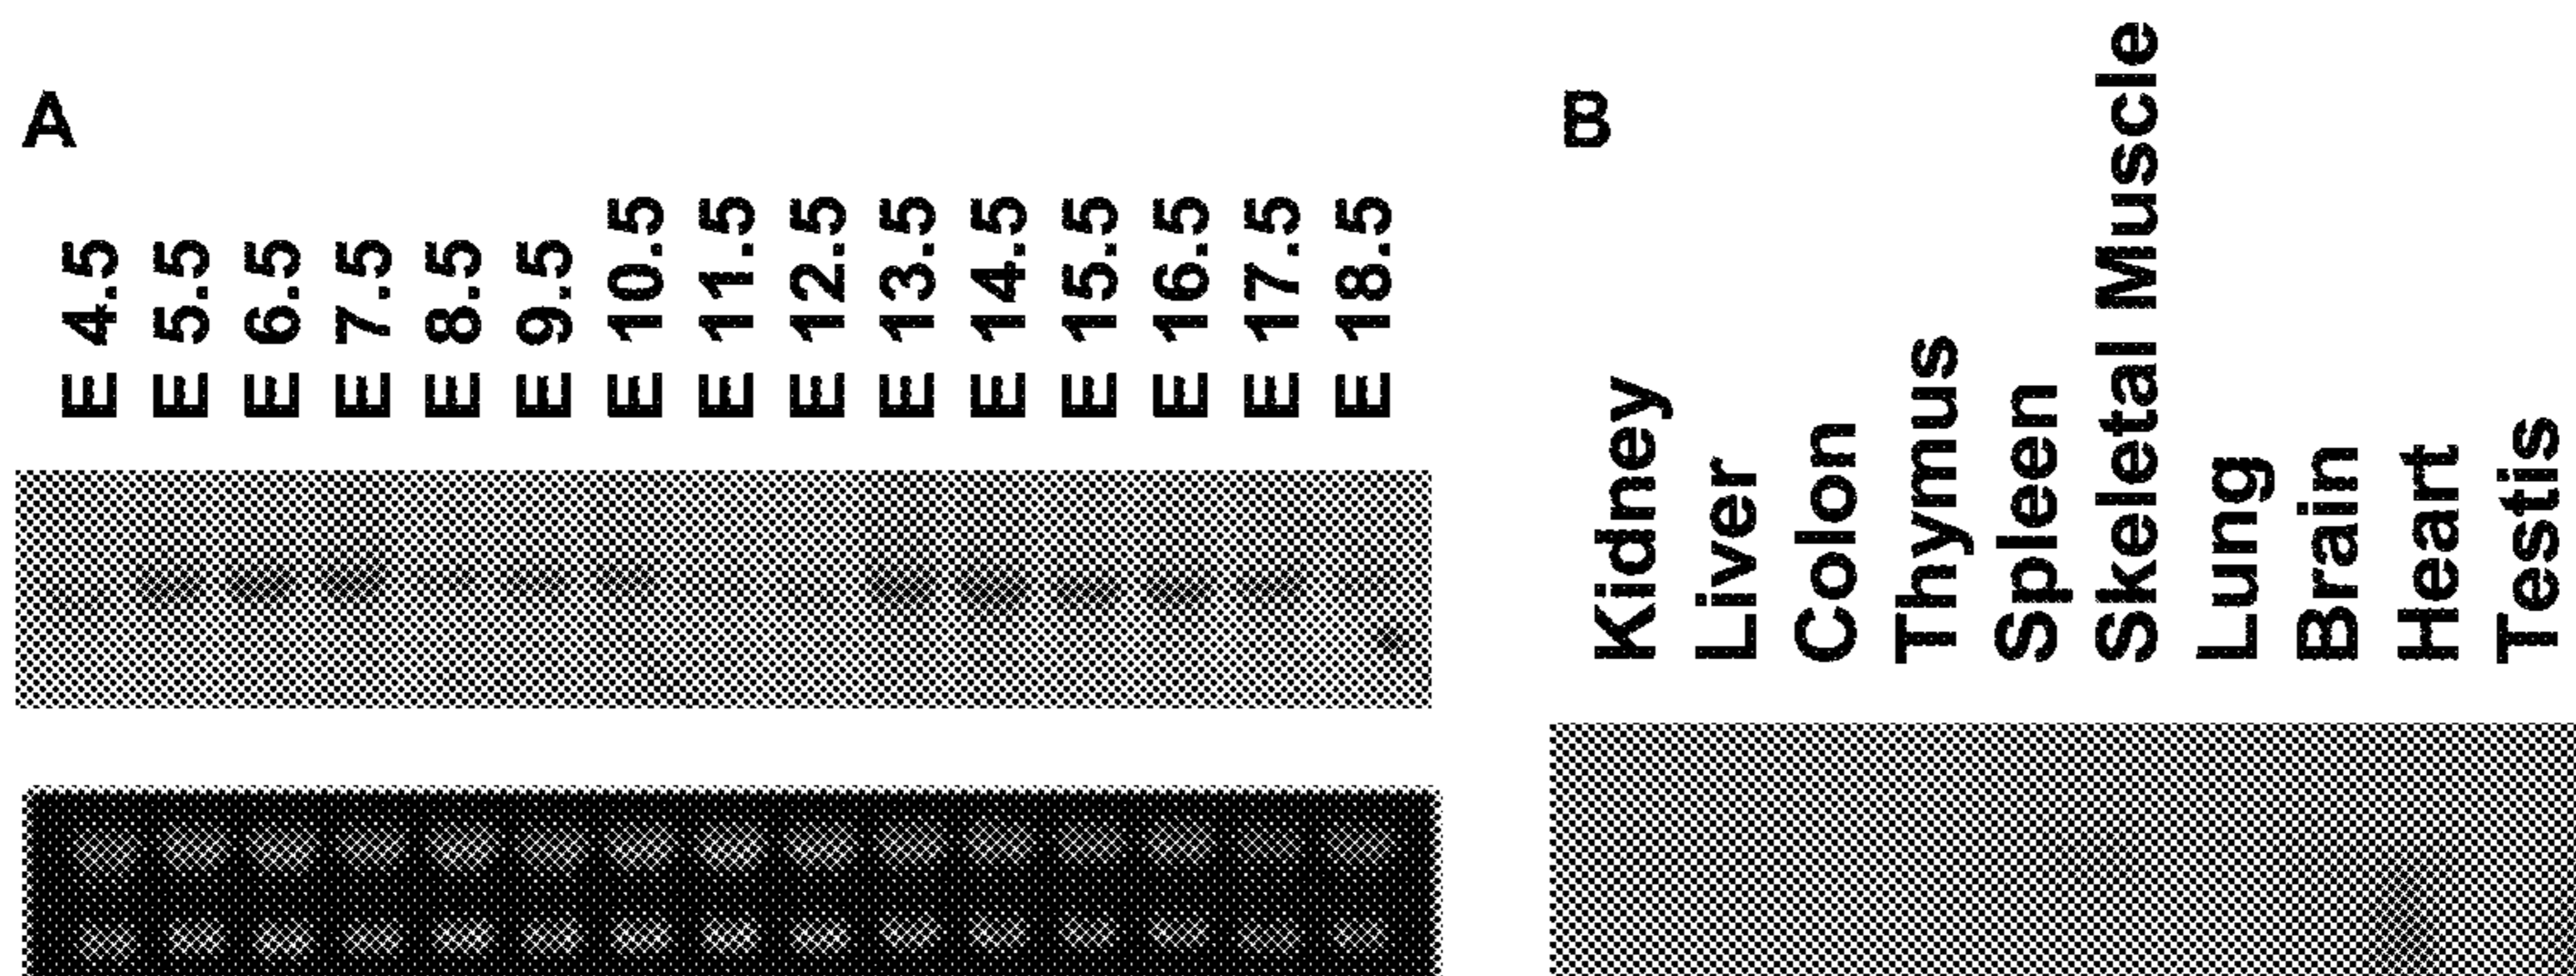 A
E 4.5
E 5.5
E 6.5
E 7.5
E 8.5
E 9.5
E 10.5
E 11.5
E 12.5
E 13.5
E 14.5
E 15.5
E 16.5
E 17.5
E 18.5
B
Kidney
Liver
Colon
Thymus
Spleen
Skeletal Muscle
Lung
Brain
Heart
Testis